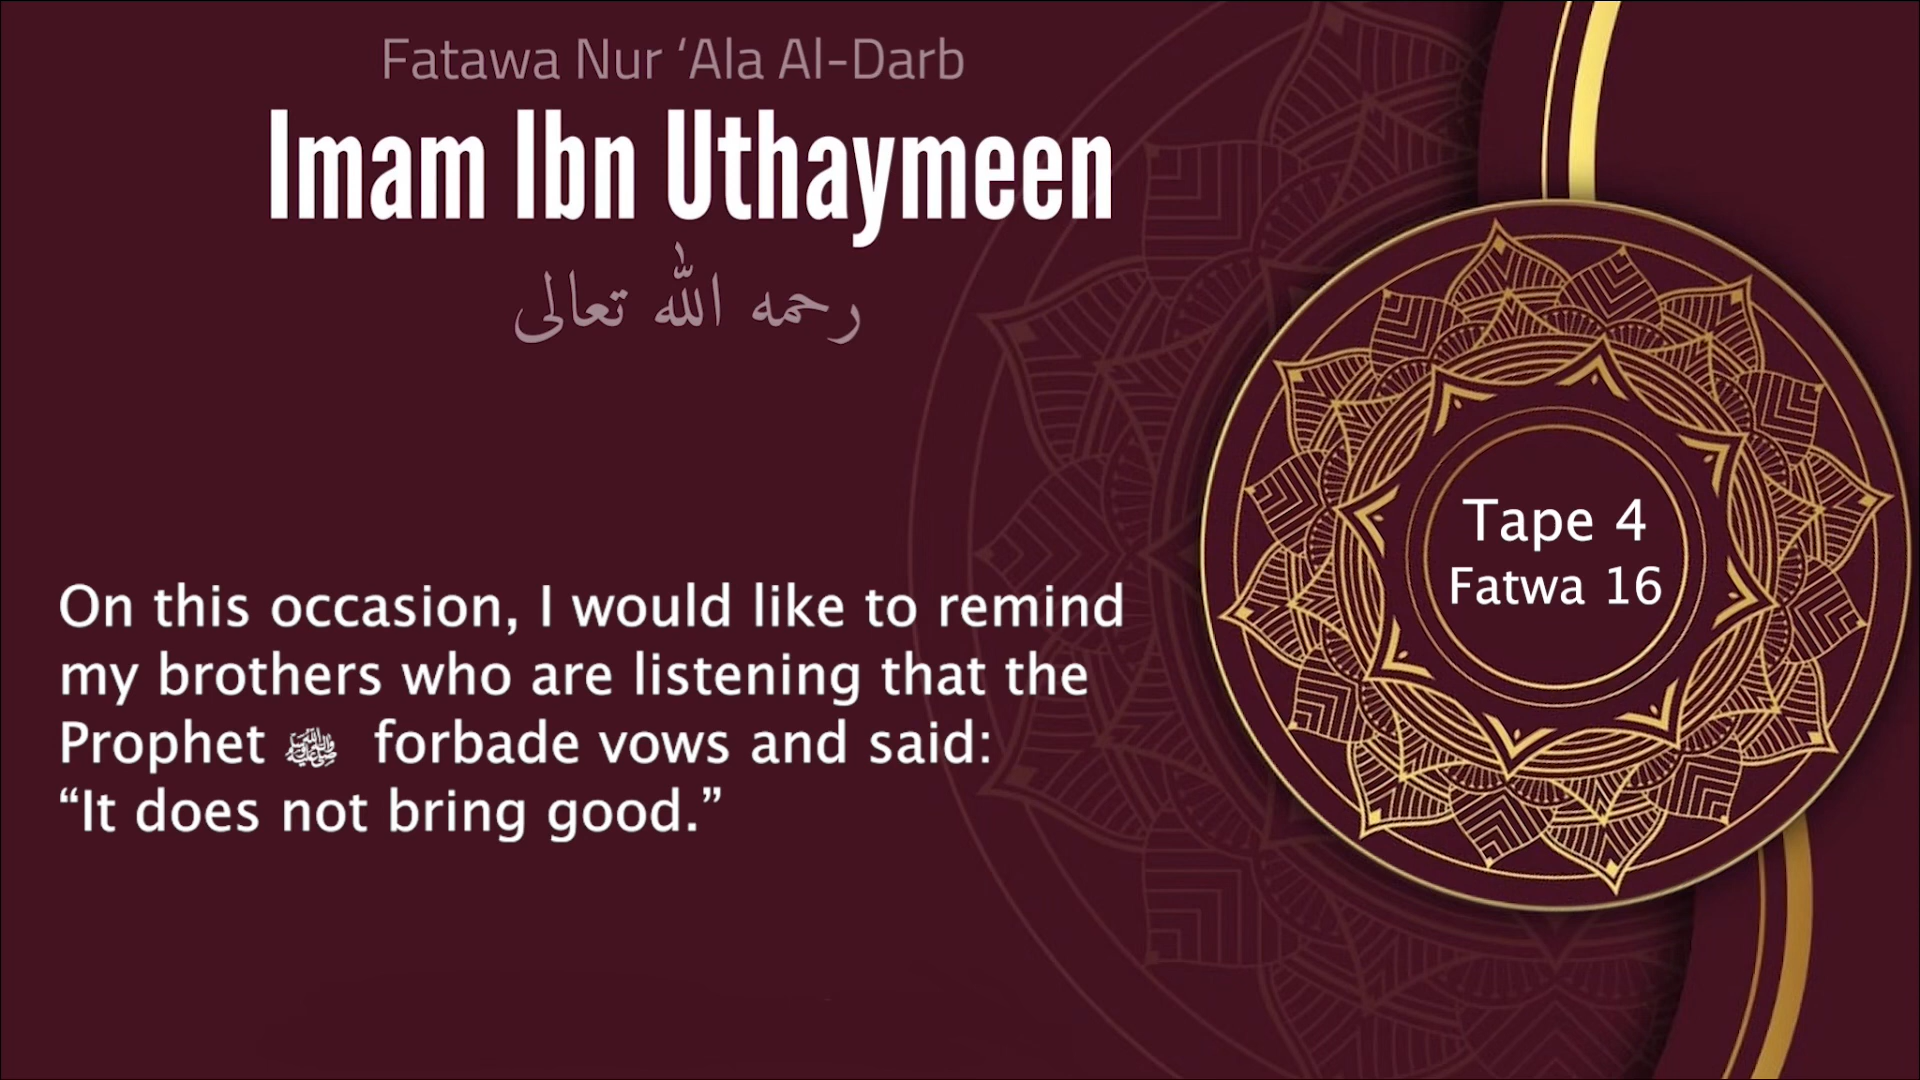 Fatawa Nur ‘Ala Al-Darb
Imam Ibn Uthaymeen
رحمه الله تعالى
On this occasion, I would like to remind
my brothers who are listening that the
Prophet ﷺ forbade vows and said:
“It does not bring good.”
Tape 4
Fatwa 16